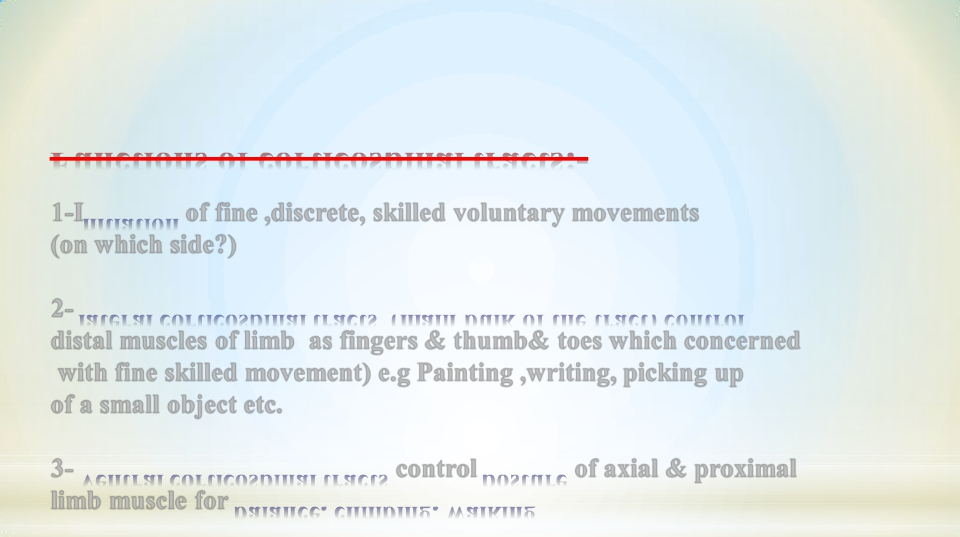 Functions of corticospinal tracts:-
1-Initiation of fine ,discrete, skilled voluntary movements
(on which side?)
2- lateral corticospinal tracts (main bulk of the tract) control
distal muscles of limb as fingers & thumb& toes which concerned
with fine skilled movement) e.g Painting ,writing, picking up
of a small object etc.
3- ventral corticospinal tracts control posture of axial & proximal
limb muscle for balance, climbing, walking